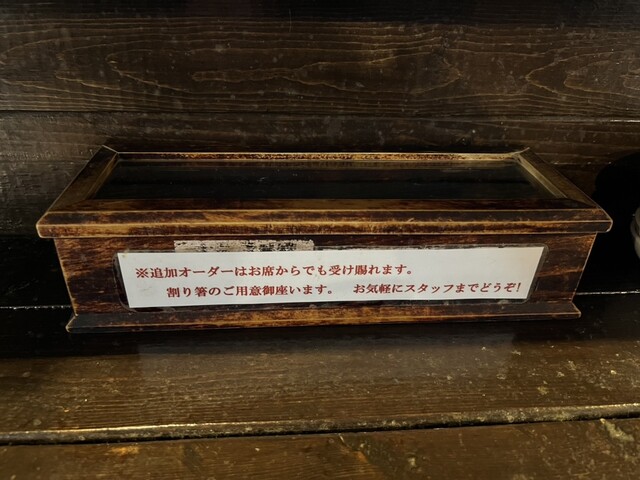 ※追加オーダーはお席からでも受け賜れます。
割り箸のご用意御座います。 お気軽にスタッフまでどうぞ!